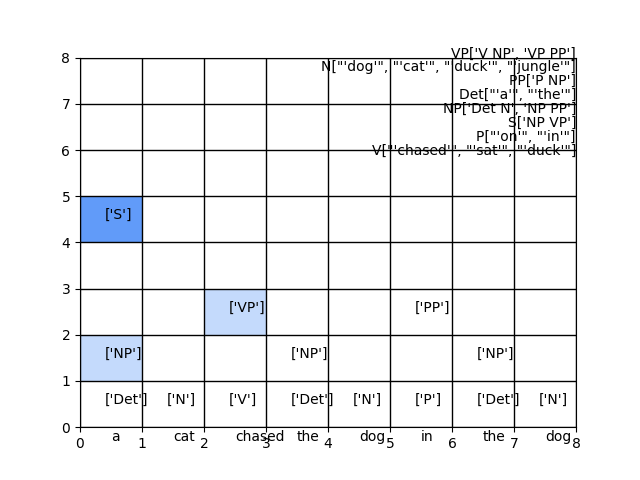 8
VP['V NP', 'VP PP']
N["'dog'", "'cat'", "'duck'", "'jungle'"]
PP['P NP']
7
Det["'a'", "'the'"]
NP['Det N', 'NP PP']
S['NP VP']
P["'on'", "'in'"]
6
V["'chased'", "'sat'", "'duck'"]
5
['S']
4
3
['VP'] ['PP']
2
['NP'] ['NP'] ['NP']
1
['Det'] ['N'] ['V'] ['Det'] ['N'] ['P'] ['Det'] ['N']
0
a cat chased the dog in the dog
0 1 2 3 4 5 6 7 8